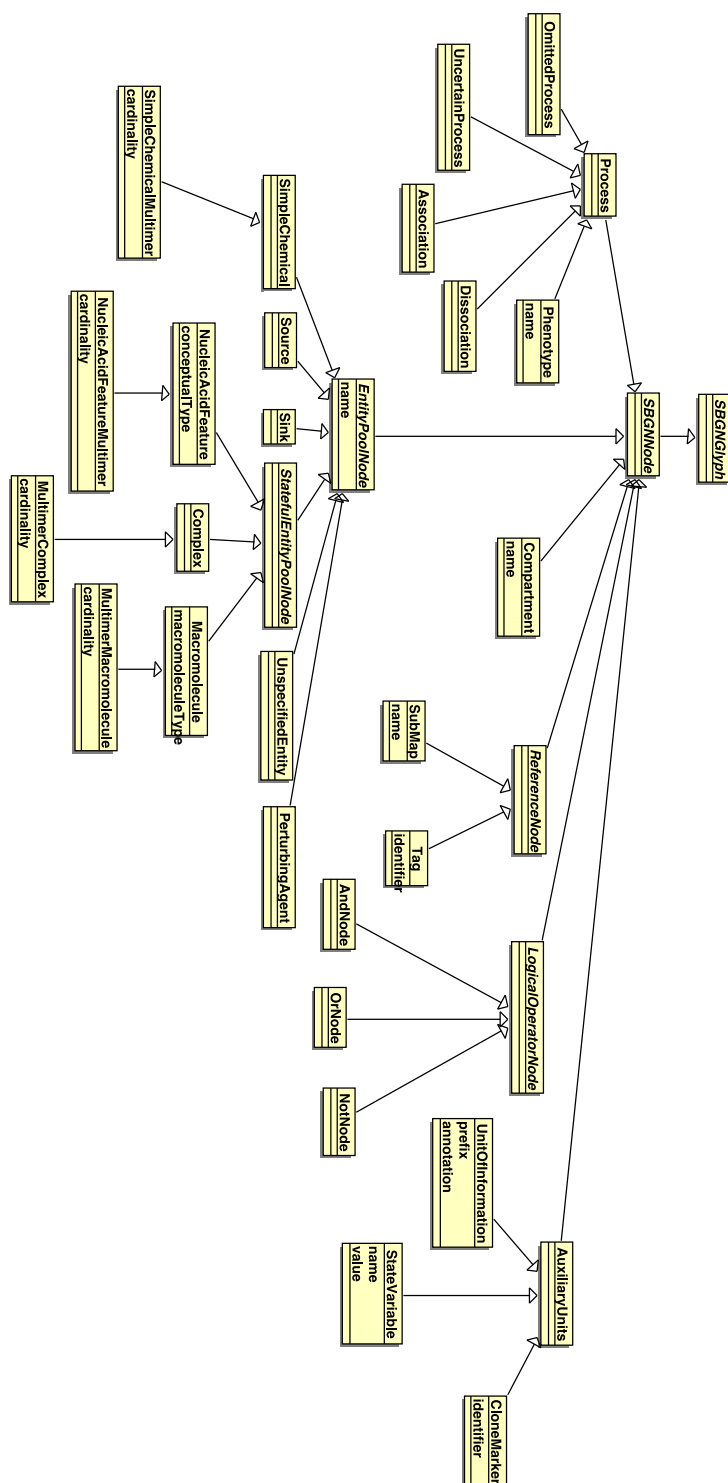 SBGNGlyph
SBGNNode
OmittedProcess
UncertainProcess
Process
Association
Dissociation
Phenotype
name
Compartment
name
EntityPoolNode
name
SimpleChemicalMultimer
cardinality
SimpleChemical
Source
Sink
NucleicAcidFeatureMultimer
cardinality
NucleicAcidFeature
conceptualType
StatefulEntityPoolNode
MultimerComplex
cardinality
Complex
MultimerMacromolecule
cardinality
Macromolecule
macromoleculeType
UnspecifiedEntity
PerturbingAgent
ReferenceNode
SubMap
name
Tag
identifier
LogicalOperatorNode
AndNode
OrNode
NotNode
AuxiliaryUnits
UnitOfInformation
prefix
annotation
StateVariable
name
value
CloneMarker
identifier